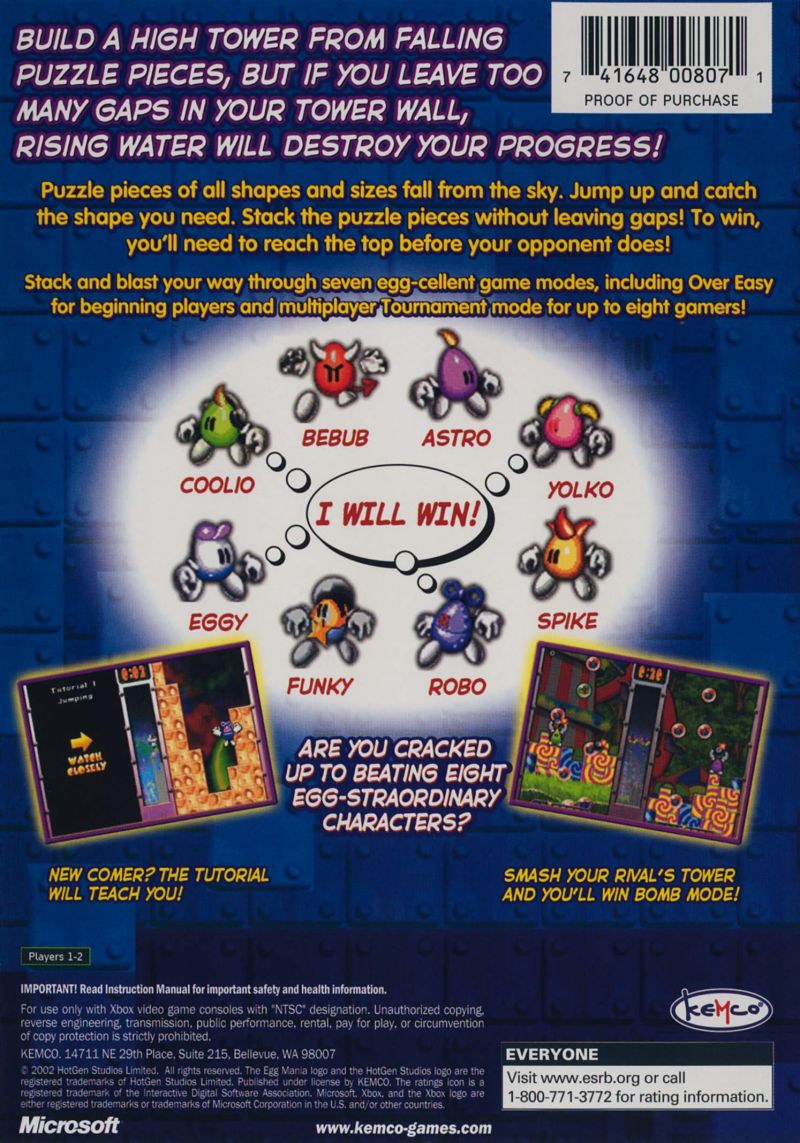 BUILD A HIGH TOWER FROM FALLING
PUZZLE PIECES, BUT IF YOU LEAVE TOO
MANY GAPS IN YOUR TOWER WALL,
RISING WATER WILL DESTROY YOUR PROGRESS!
7 41648 00807 1
PROOF OF PURCHASE
Puzzle pieces of all shapes and sizes fall from the sky. Jump up and catch
the shape you need. Stack the puzzle pieces without leaving gaps! To win,
you'll need to reach the top before your opponent does!
Stack and blast your way through seven egg-cellent game modes, including Over Easy
for beginning players and multiplayer Tournament mode for up to eight gamers!
BEBUB
ASTRO
COOLIO
YOLKO
I WILL WIN!
EGGY
SPIKE
FUNKY
ROBO
Tutorial 1
Jumping
0:02
WATCH
CLOSELY
0:20
ARE YOU CRACKED
UP TO BEATING EIGHT
EGG-STRAORDINARY
CHARACTERS?
NEW COMER? THE TUTORIAL
WILL TEACH YOU!
SMASH YOUR RIVAL'S TOWER
AND YOU'LL WIN BOMB MODE!
Players 1-2
IMPORTANT! Read Instruction Manual for important safety and health information.
For use only with Xbox video game consoles with "NTSC" designation. Unauthorized copying,
reverse engineering, transmission, public performance, rental, pay for play, or circumvention
of copy protection is strictly prohibited.
KEMCO. 14711 NE 29th Place, Suite 215, Bellevue, WA 98007
© 2002 HotGen Studios Limited. All rights reserved. The Egg Mania logo and the HotGen Studios logo are the
registered trademarks of HotGen Studios Limited. Published under license by KEMCO. The ratings icon is a
registered trademark of the Interactive Digital Software Association. Microsoft, Xbox, and the Xbox logo are
either registered trademarks or trademarks of Microsoft Corporation in the U.S. and/or other countries.
Microsoft
www.kemco-games.com
KEMCO®
EVERYONE
Visit www.esrb.org or call
1-800-771-3772 for rating information.